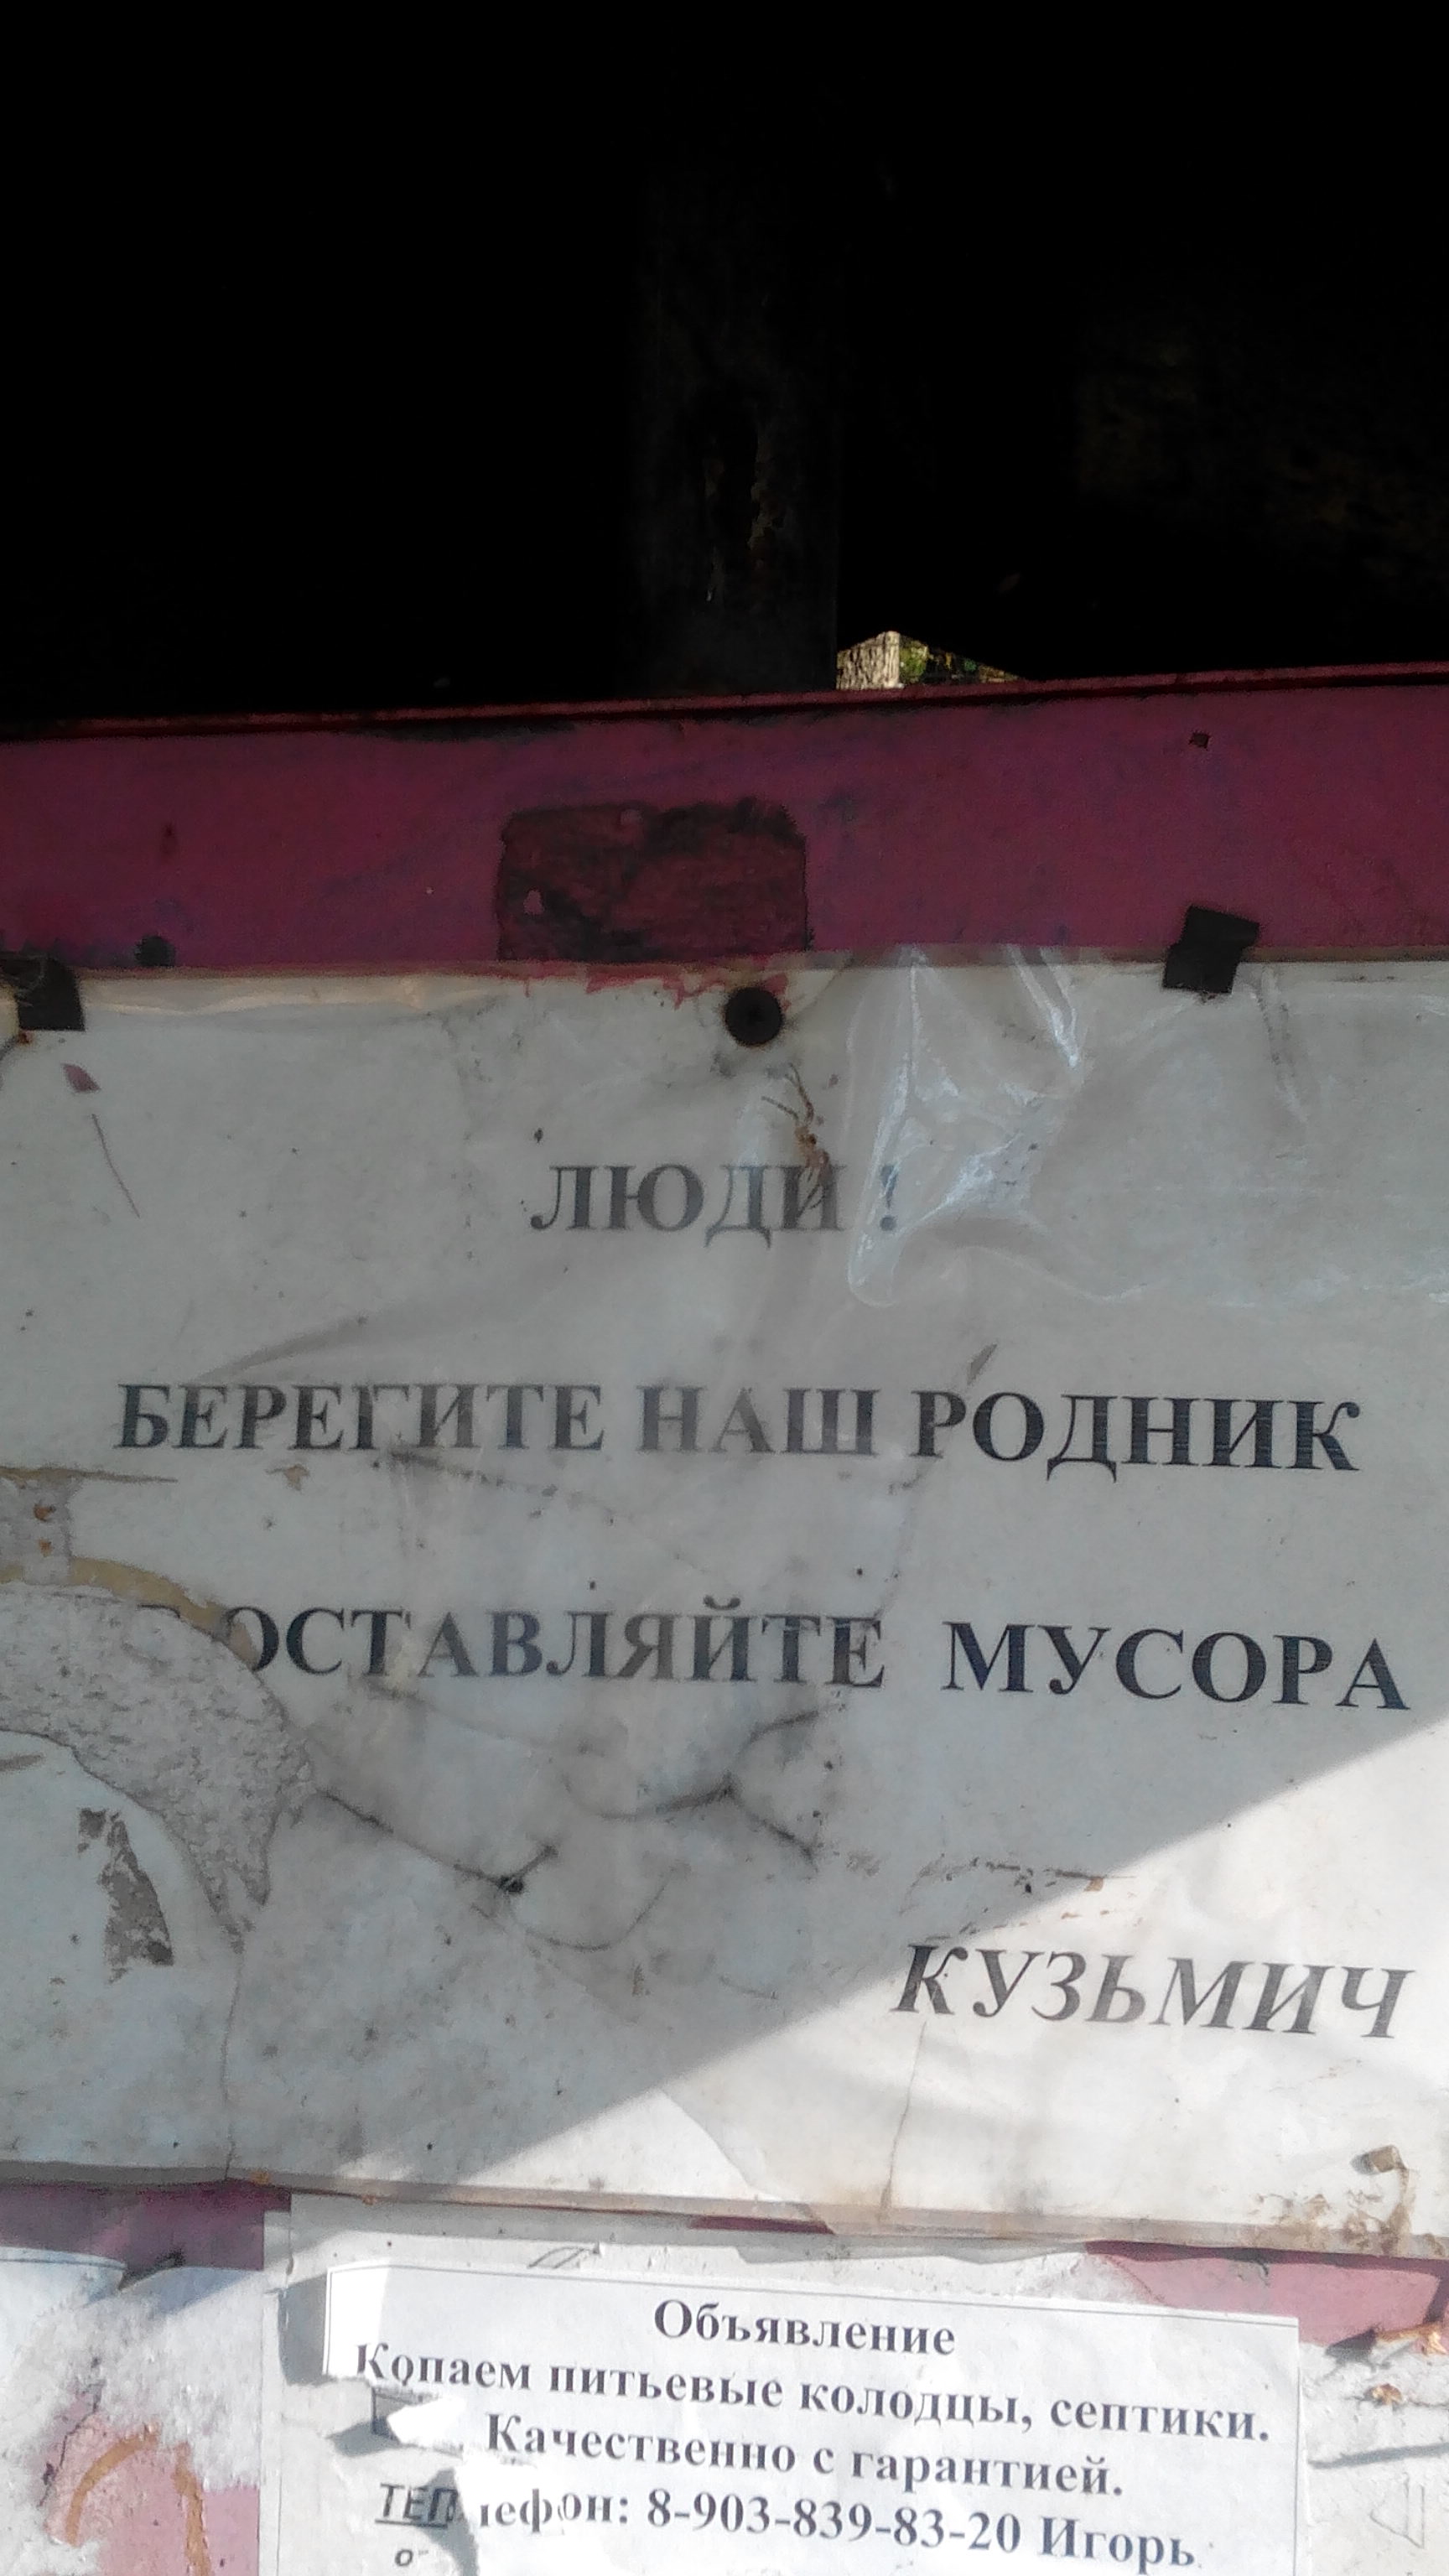 ЛЮДИ !
БЕРЕГИТЕ НАШ РОДНИК
ОСТАВЛЯЙТЕ МУСОРА
КУЗЬМИЧ
Объявление
Копаем питьевые колодцы, септики.
Качественно с гарантией.
лефон: 8-903-839-83-20 Игорь